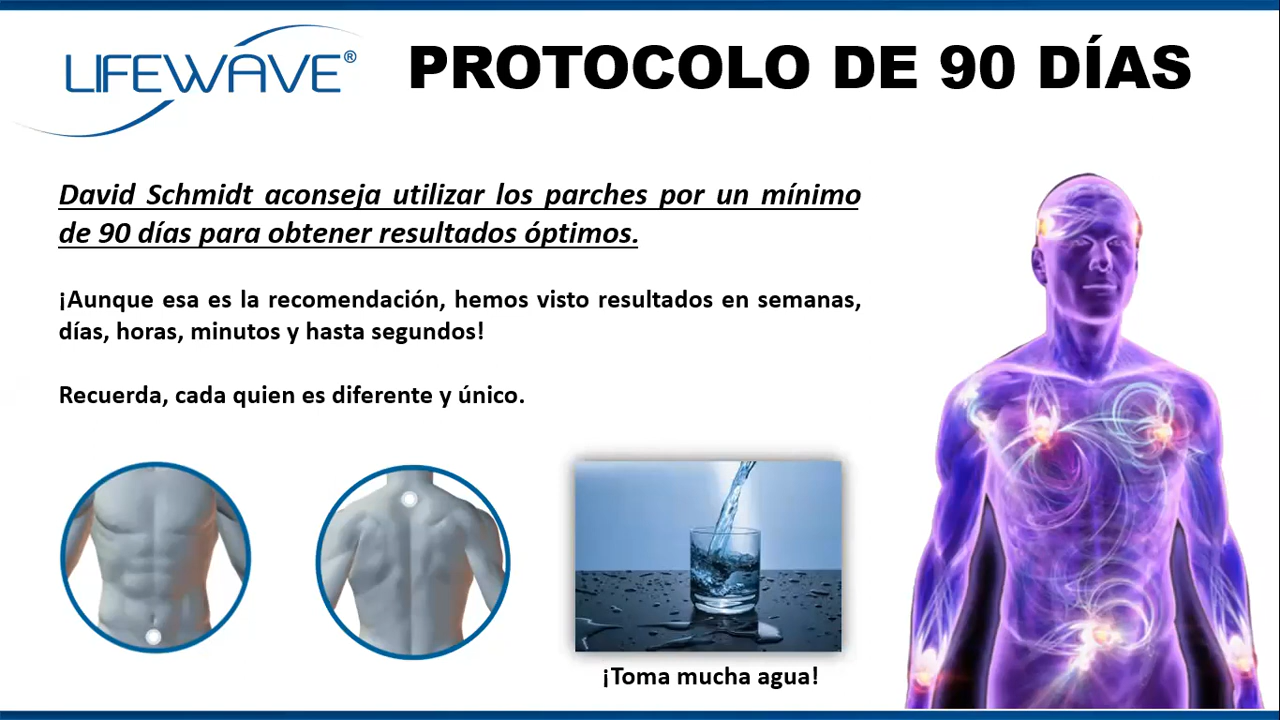 LIFEWAVE®
PROTOCOLO DE 90 DÍAS
David Schmidt aconseja utilizar los parches por un mínimo
de 90 días para obtener resultados óptimos.
¡Aunque esa es la recomendación, hemos visto resultados en semanas,
días, horas, minutos y hasta segundos!
Recuerda, cada quien es diferente y único.
¡Toma mucha agua!